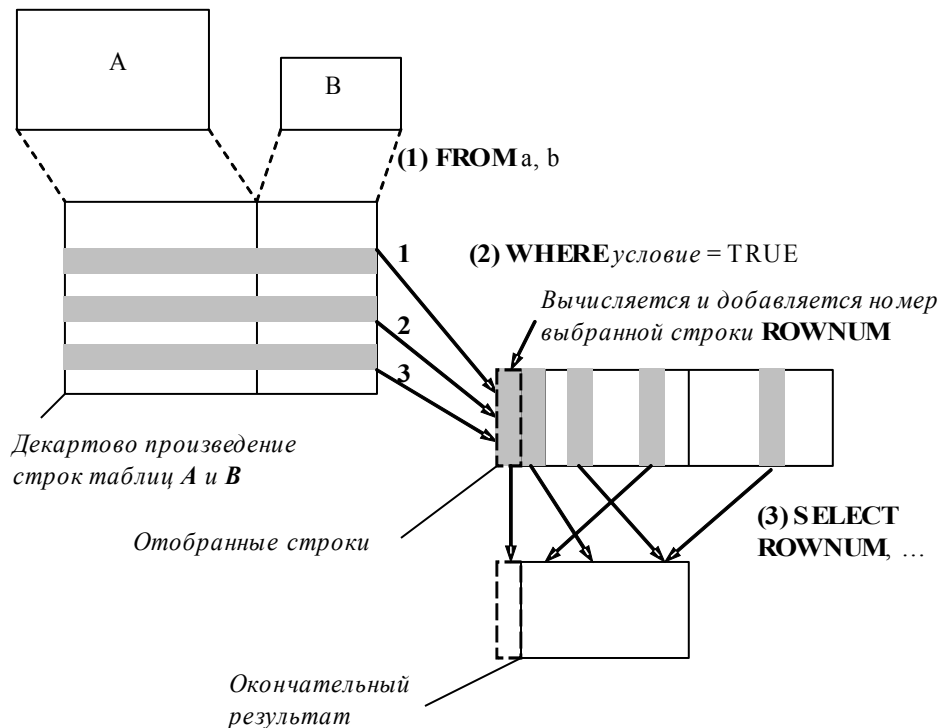 A
B
(1) FROM a, b
1
(2) WHERE условие = TRUE
Вычисляется и добавляется номер
выбранной строки ROWNUM
2
3
Декартово произведение
строк таблиц A и B
(3) SELECT
ROWNUM, …
Отобранные строки
Окончательный
результат